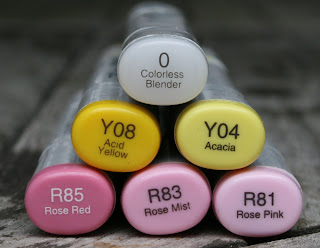 0
Colorless
Blender
Y08
Acid
Yellow
Y04
Acacia
R85
Rose Red
R83
Rose Mist
R81
Rose Pink